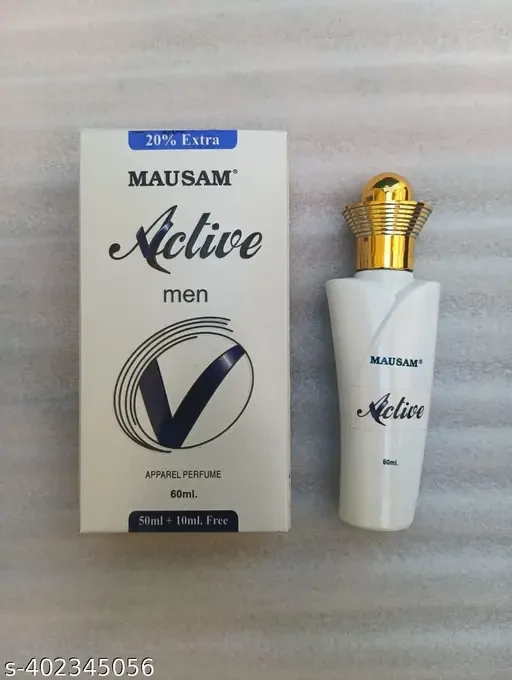 20% Extra
MAUSAM®
Active
men
APPAREL PERFUME
60ml.
50ml + 10ml. Free
MAUSAM®
Active
60ml.
s-402345056